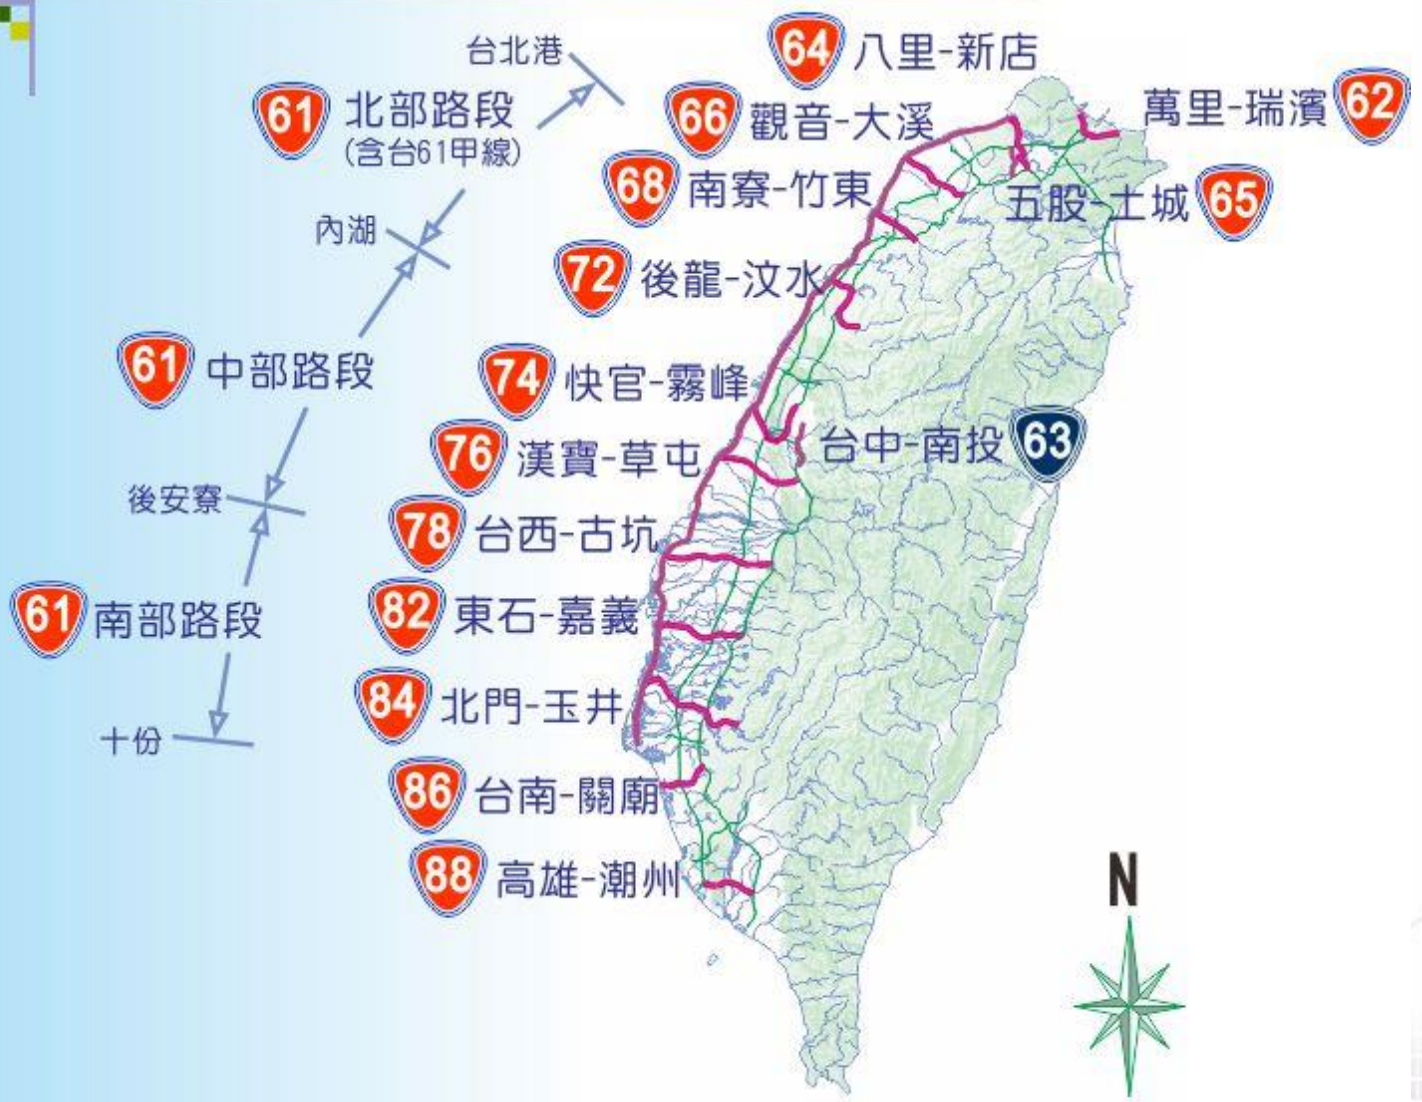 台北港
64 八里-新店
61 北部路段
(含台61甲線)
66 觀音-大溪
萬里-瑞濱 62
68 南寮-竹東
五股-土城 65
內湖
72 後龍-汶水
61 中部路段
74 快官-霧峰
76 漢寶-草屯
台中-南投 63
後安寮
78 台西-古坑
61 南部路段
82 東石-嘉義
84 北門-玉井
十份
86 台南-關廟
88 高雄-潮州
N